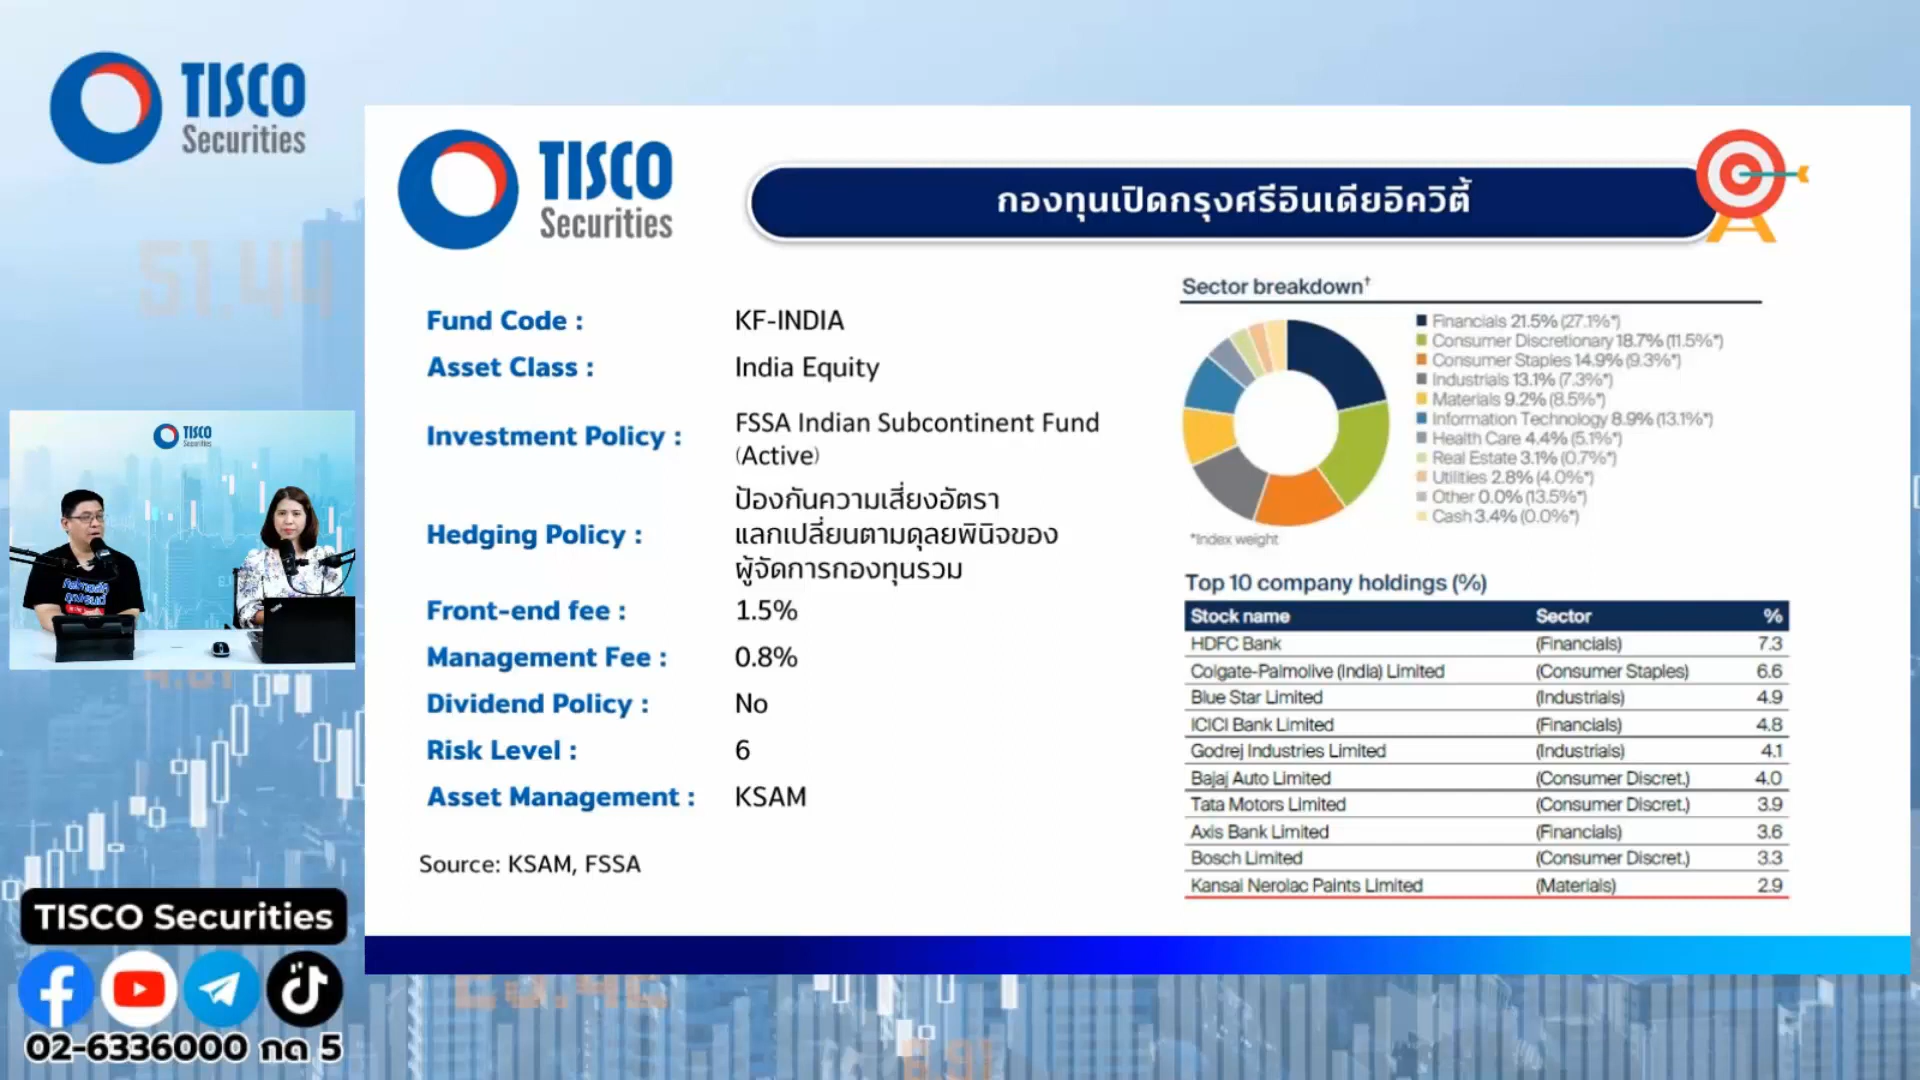 TISCO
Securities
TISCO
Securities
กองทุนเปิดกรุงศรีอินเดียอิควิตี้
Fund Code : KF-INDIA
Asset Class : India Equity
Investment Policy : FSSA Indian Subcontinent Fund
(Active)
Hedging Policy : ป้องกันความเสี่ยงอัตรา
แลกเปลี่ยนตามดุลยพินิจของ
ผู้จัดการกองทุนรวม
Front-end fee : 1.5%
Management Fee : 0.8%
Dividend Policy : No
Risk Level : 6
Asset Management : KSAM
Source: KSAM, FSSA
Sector breakdown†
Financials 21.5% (27.1%*)
Consumer Discretionary 18.7% (11.5%*)
Consumer Staples 14.9% (9.3%*)
Industrials 13.1% (7.3%*)
Materials 9.2% (8.5%*)
Information Technology 8.9% (13.1%*)
Health Care 4.4% (5.1%*)
Real Estate 3.1% (0.7%*)
Utilities 2.8% (4.0%*)
Other 0.0% (13.5%*)
Cash 3.4% (0.0%*)
*Index weight
Top 10 company holdings (%)
Stock name Sector %
HDFC Bank (Financials) 7.3
Colgate-Palmolive (India) Limited (Consumer Staples) 6.6
Blue Star Limited (Industrials) 4.9
ICICI Bank Limited (Financials) 4.8
Godrej Industries Limited (Industrials) 4.1
Bajaj Auto Limited (Consumer Discret.) 4.0
Tata Motors Limited (Consumer Discret.) 3.9
Axis Bank Limited (Financials) 3.6
Bosch Limited (Consumer Discret.) 3.3
Kansai Nerolac Paints Limited (Materials) 2.9
51.44
TISCO
Securities
TISCO Securities
02-6336000 กด 5